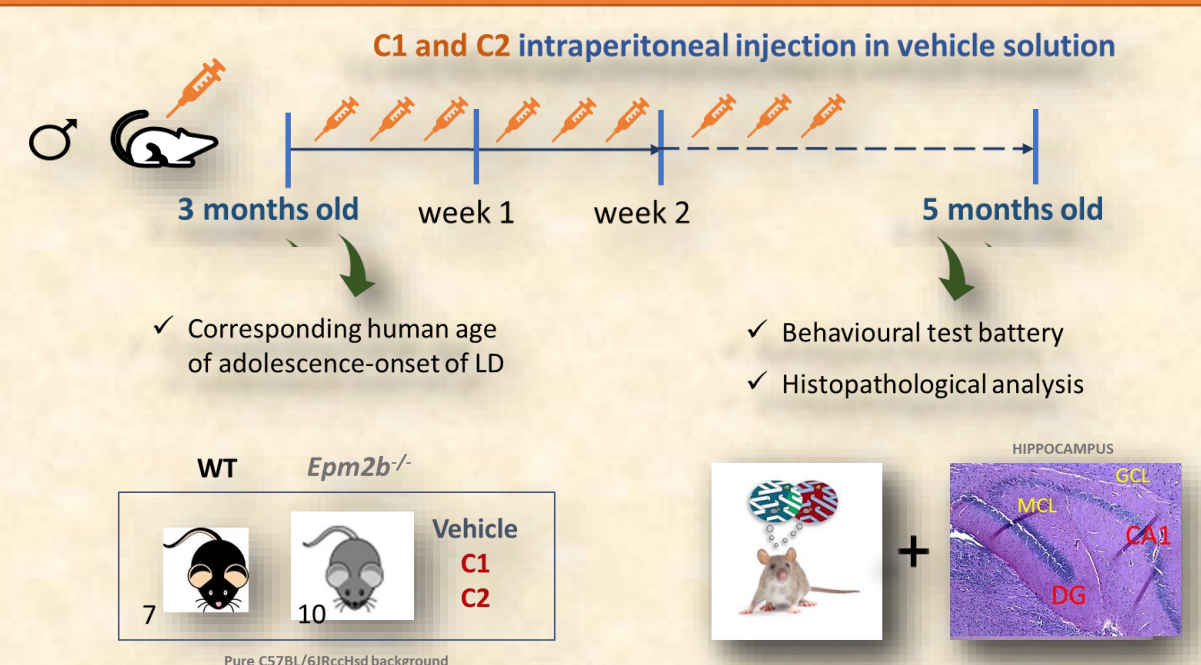 C1 and C2 intraperitoneal injection in vehicle solution
3 months old
week 1
week 2
5 months old
✓ Corresponding human age
of adolescence-onset of LD
✓ Behavioural test battery
✓ Histopathological analysis
WT
Epm2b-/-
Vehicle
C1
C2
7
10
Pure C57BL/6JRccHsd background
+
HIPPOCAMPUS
GCL
MCL
CA1
DG